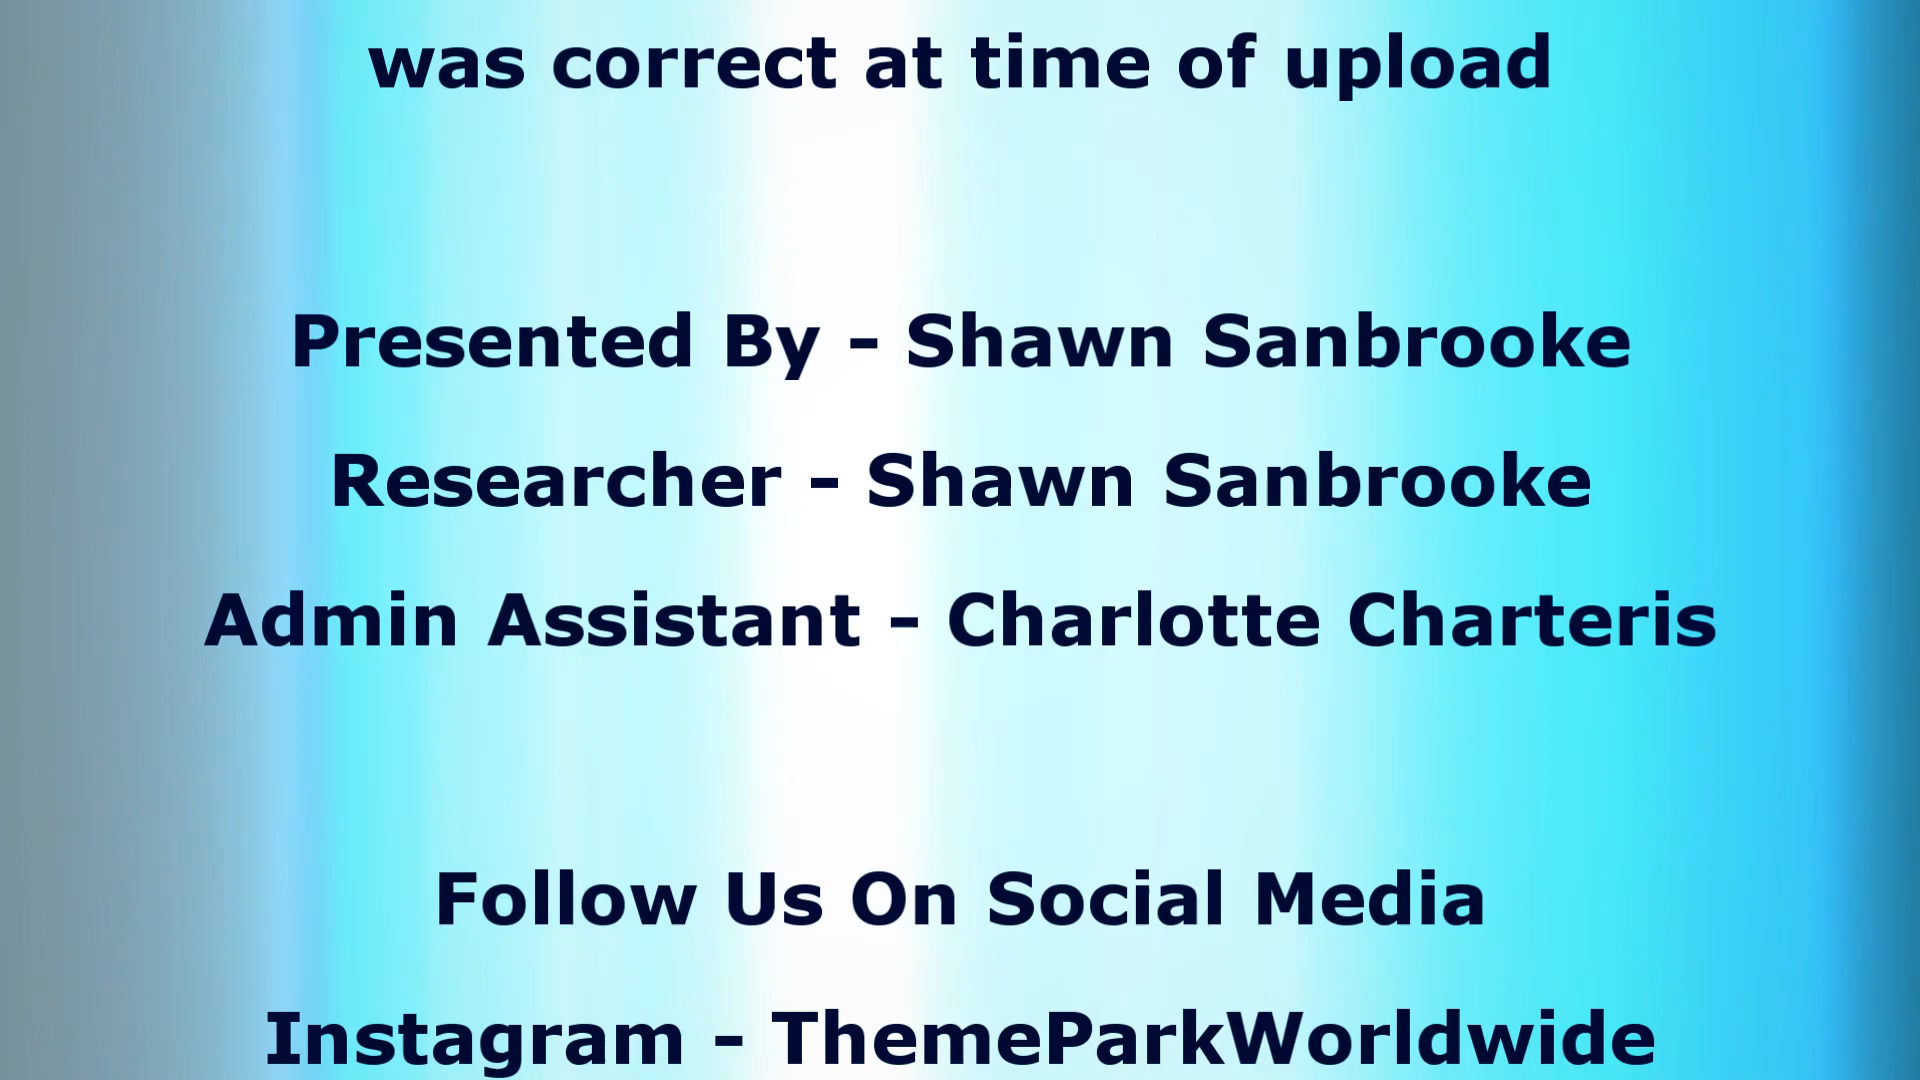 was correct at time of upload
Presented By - Shawn Sanbrooke
Researcher - Shawn Sanbrooke
Admin Assistant - Charlotte Charteris
Follow Us On Social Media
Instagram - ThemeParkWorldwide